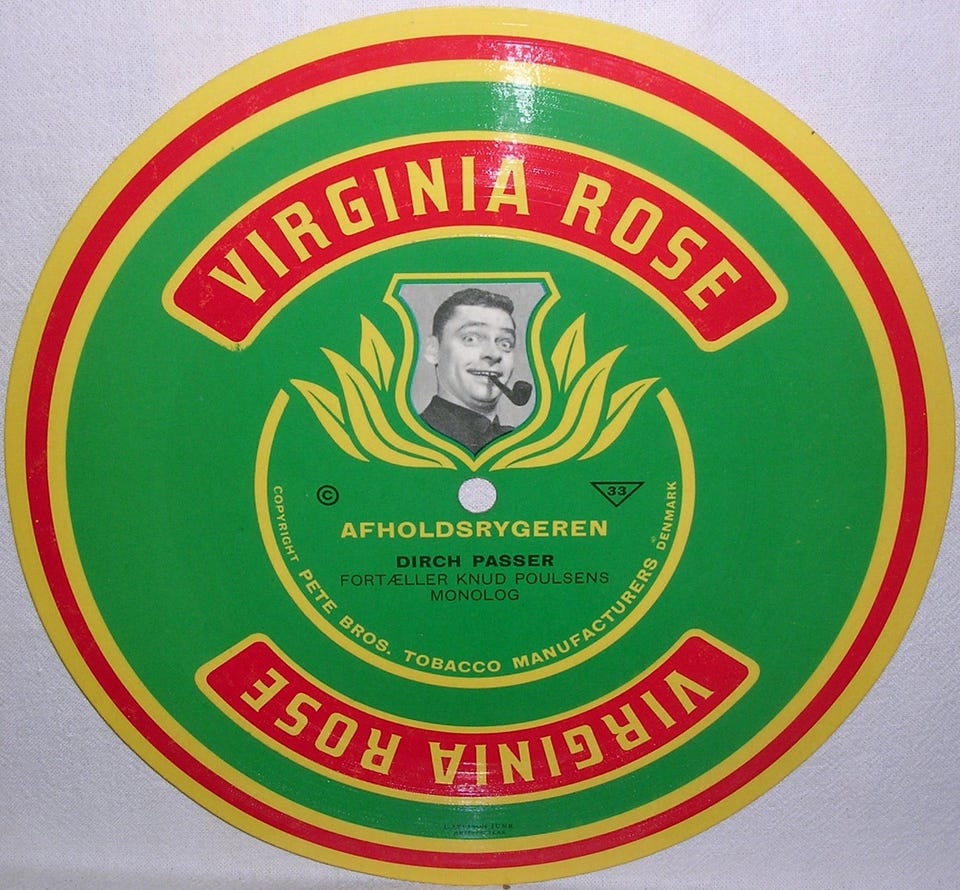 VIRGINIA ROSE
©
33
AFHOLDSRYGEREN
DIRCH PASSER
FORTÆLLER KNUD POULSENS
MONOLOG
COPYRIGHT PETE BROS. TOBACCO MANUFACTURERS DENMARK
VIRGINIA ROSE